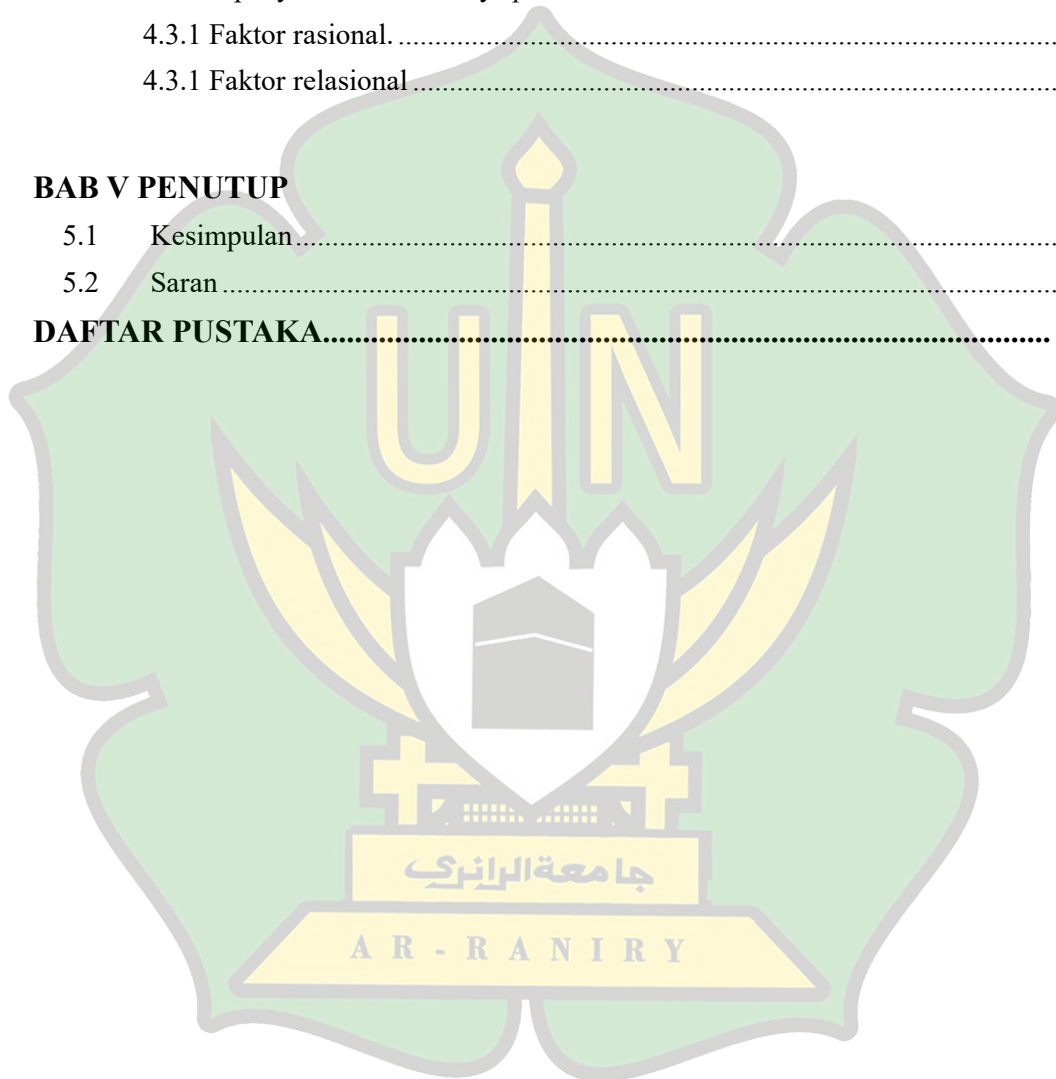 4.3.1 Faktor rasional. ........................................................................
4.3.1 Faktor relasional ........................................................................
BAB V PENUTUP
5.1 Kesimpulan ........................................................................
5.2 Saran ........................................................................
DAFTAR PUSTAKA........................................................................
UIN
جامعة الرانري
AR-RANIRY